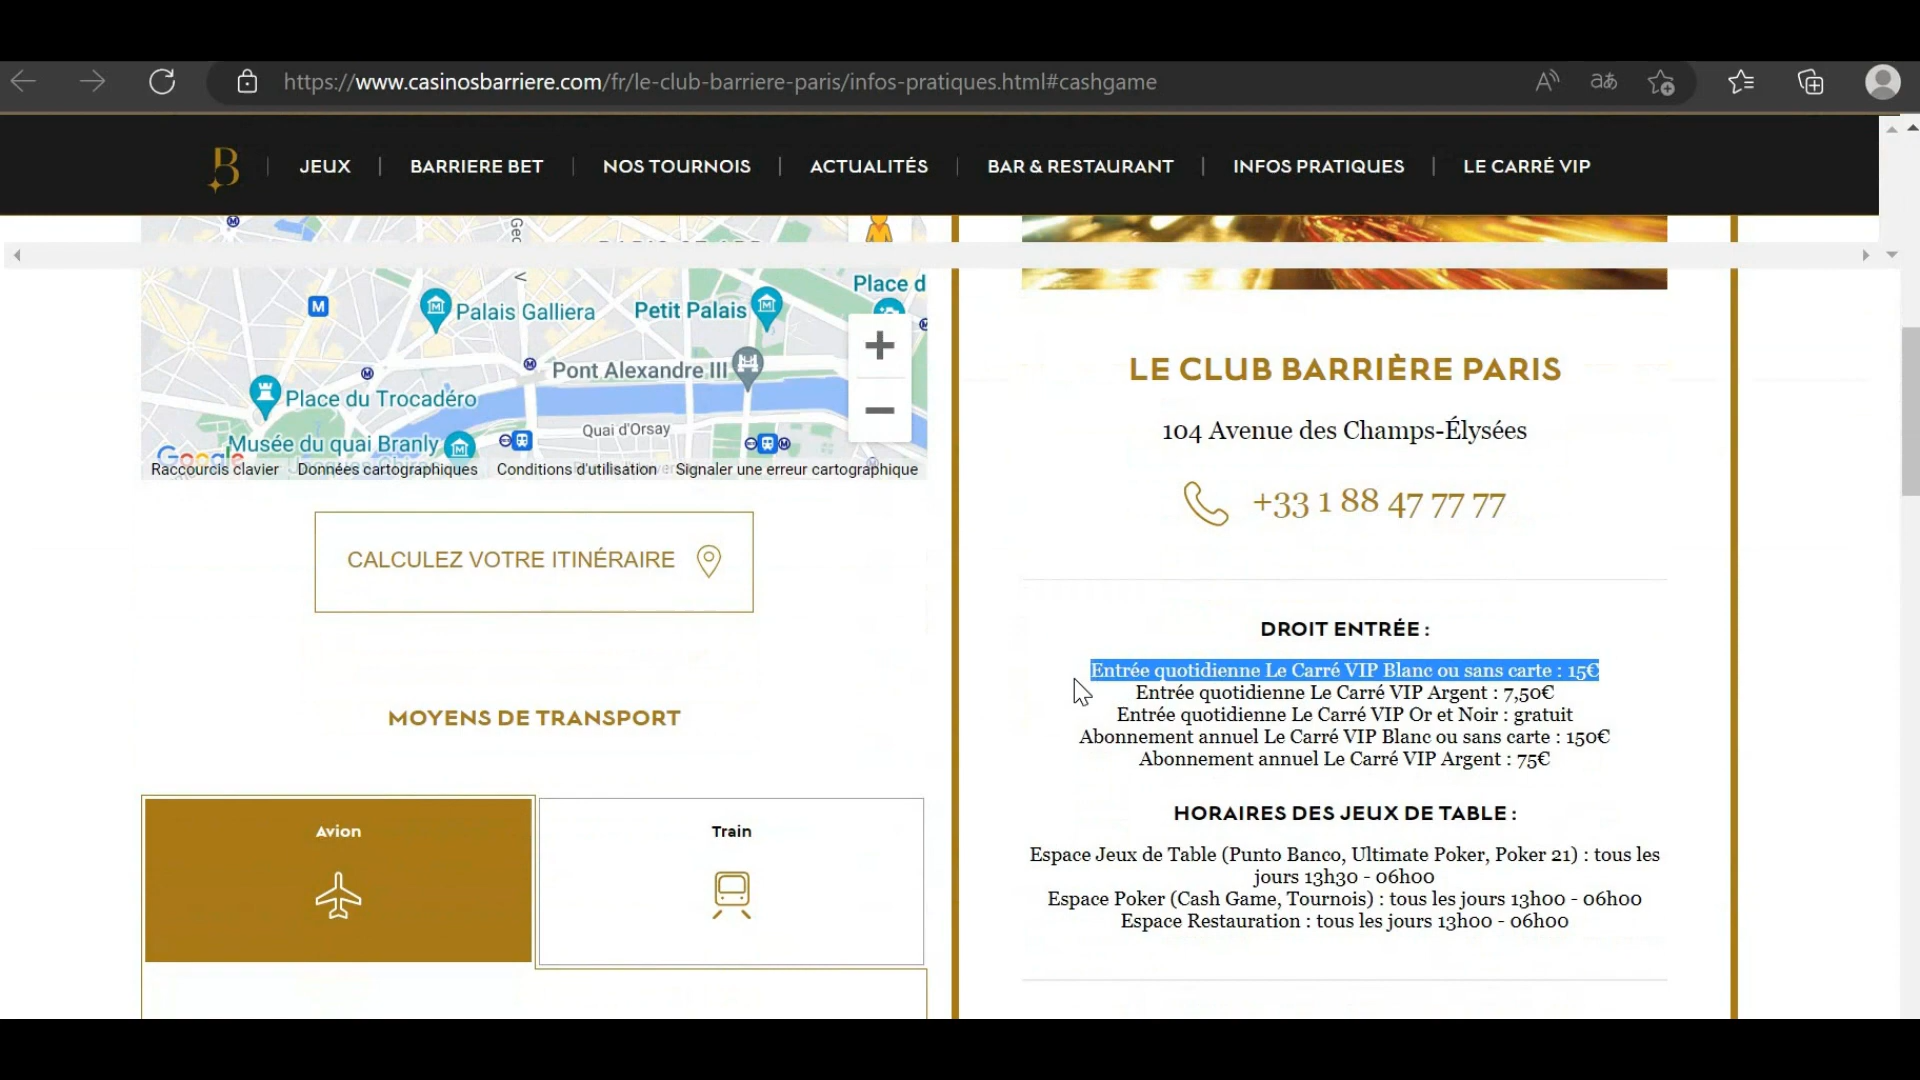 https://www.casinosbarriere.com/fr/le-club-barriere-paris/infos-pratiques.html#cashgame
B
JEUX
BARRIERE BET
NOS TOURNOIS
ACTUALITÉS
BAR & RESTAURANT
INFOS PRATIQUES
LE CARRÉ VIP
Palais Galliera
Petit Palais
Place d
Pont Alexandre III
Place du Trocadéro
Musée du quai Branly
Quai d'Orsay
Google
Raccourcis clavier
Données cartographiques
Conditions d'utilisation
Signaler une erreur cartographique
CALCULEZ VOTRE ITINÉRAIRE
MOYENS DE TRANSPORT
Avion
Train
LE CLUB BARRIÈRE PARIS
104 Avenue des Champs-Élysées
+33 1 88 47 77 77
DROIT ENTRÉE :
Entrée quotidienne Le Carré VIP Blanc ou sans carte : 15€
Entrée quotidienne Le Carré VIP Argent : 7,50€
Entrée quotidienne Le Carré VIP Or et Noir : gratuit
Abonnement annuel Le Carré VIP Blanc ou sans carte : 150€
Abonnement annuel Le Carré VIP Argent : 75€
HORAIRES DES JEUX DE TABLE :
Espace Jeux de Table (Punto Banco, Ultimate Poker, Poker 21) : tous les
jours 13h30 - 06h00
Espace Poker (Cash Game, Tournois) : tous les jours 13h00 - 06h00
Espace Restauration : tous les jours 13h00 - 06h00